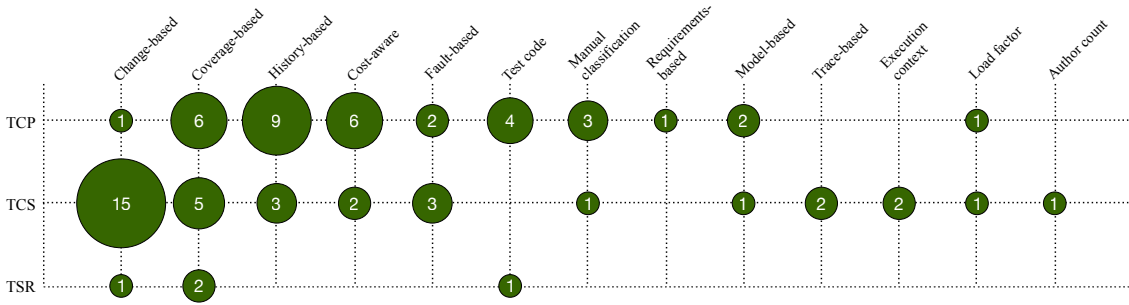 Change-based
Coverage-based
History-based
Cost-aware
Fault-based
Test code
Manual
classification
Requirements-
based
Model-based
Trace-based
Execution
context
Load factor
Author count
TCP 1 6 9 6 2 4 3 1 2 1
TCS 15 5 3 2 3 1 1 2 2 1 1
TSR 1 2 1